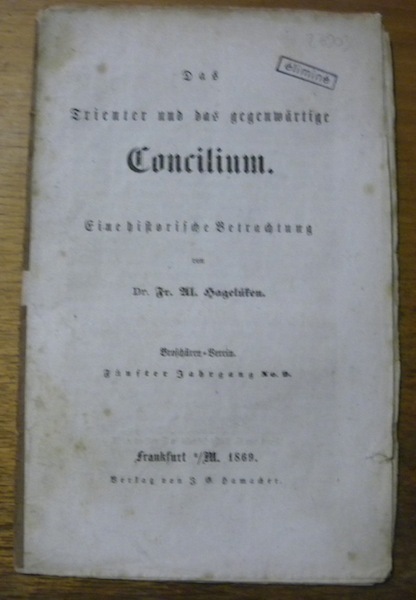 éliminé
Das
Trienter und das gegenwärtige
Concilium.
Eine historische Betrachtung
von
Dr. Fr. Al. Hagelüken.
Broschüren-Verein.
Fünfter Jahrgang No. 9.
Frankfurt a/M. 1869.
Verlag von J. G. Hamacher.